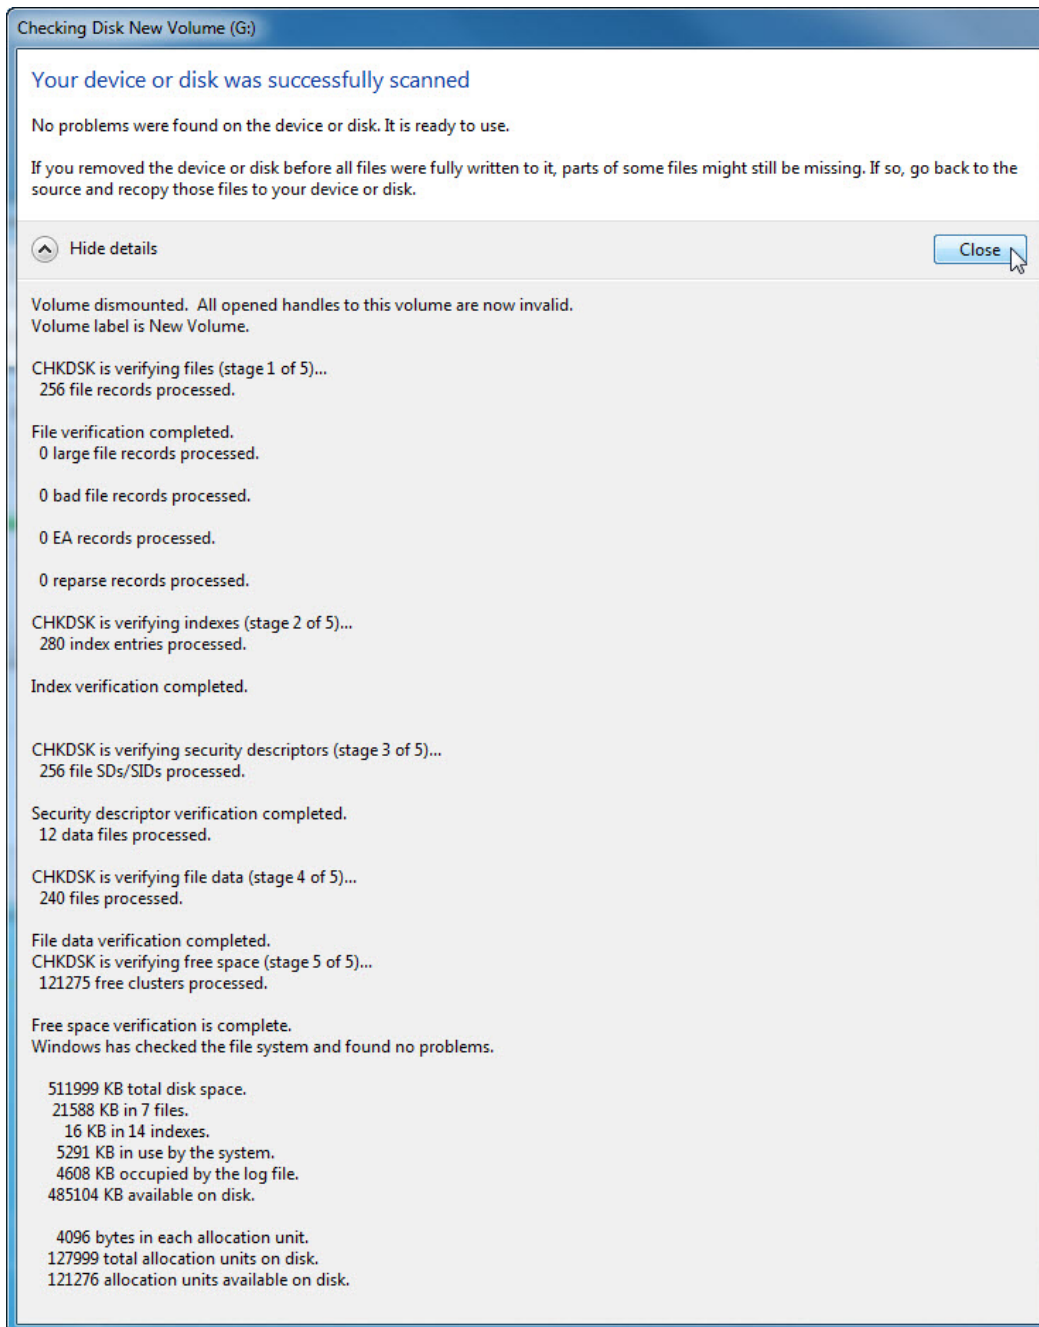 Checking Disk New Volume (G:)
Your device or disk was successfully scanned
No problems were found on the device or disk. It is ready to use.
If you removed the device or disk before all files were fully written to it, parts of some files might still be missing. If so, go back to the
source and recopy those files to your device or disk.
Hide details
Close
Volume dismounted.  All opened handles to this volume are now invalid.
Volume label is New Volume.
CHKDSK is verifying files (stage 1 of 5)...
256 file records processed.
File verification completed.
0 large file records processed.
0 bad file records processed.
0 EA records processed.
0 reparse records processed.
CHKDSK is verifying indexes (stage 2 of 5)...
280 index entries processed.
Index verification completed.
CHKDSK is verifying security descriptors (stage 3 of 5)...
256 file SDs/SIDs processed.
Security descriptor verification completed.
12 data files processed.
CHKDSK is verifying file data (stage 4 of 5)...
240 files processed.
File data verification completed.
CHKDSK is verifying free space (stage 5 of 5)...
121275 free clusters processed.
Free space verification is complete.
Windows has checked the file system and found no problems.
511999 KB total disk space.
21588 KB in 7 files.
16 KB in 14 indexes.
5291 KB in use by the system.
4608 KB occupied by the log file.
485104 KB available on disk.
4096 bytes in each allocation unit.
127999 total allocation units on disk.
121276 allocation units available on disk.